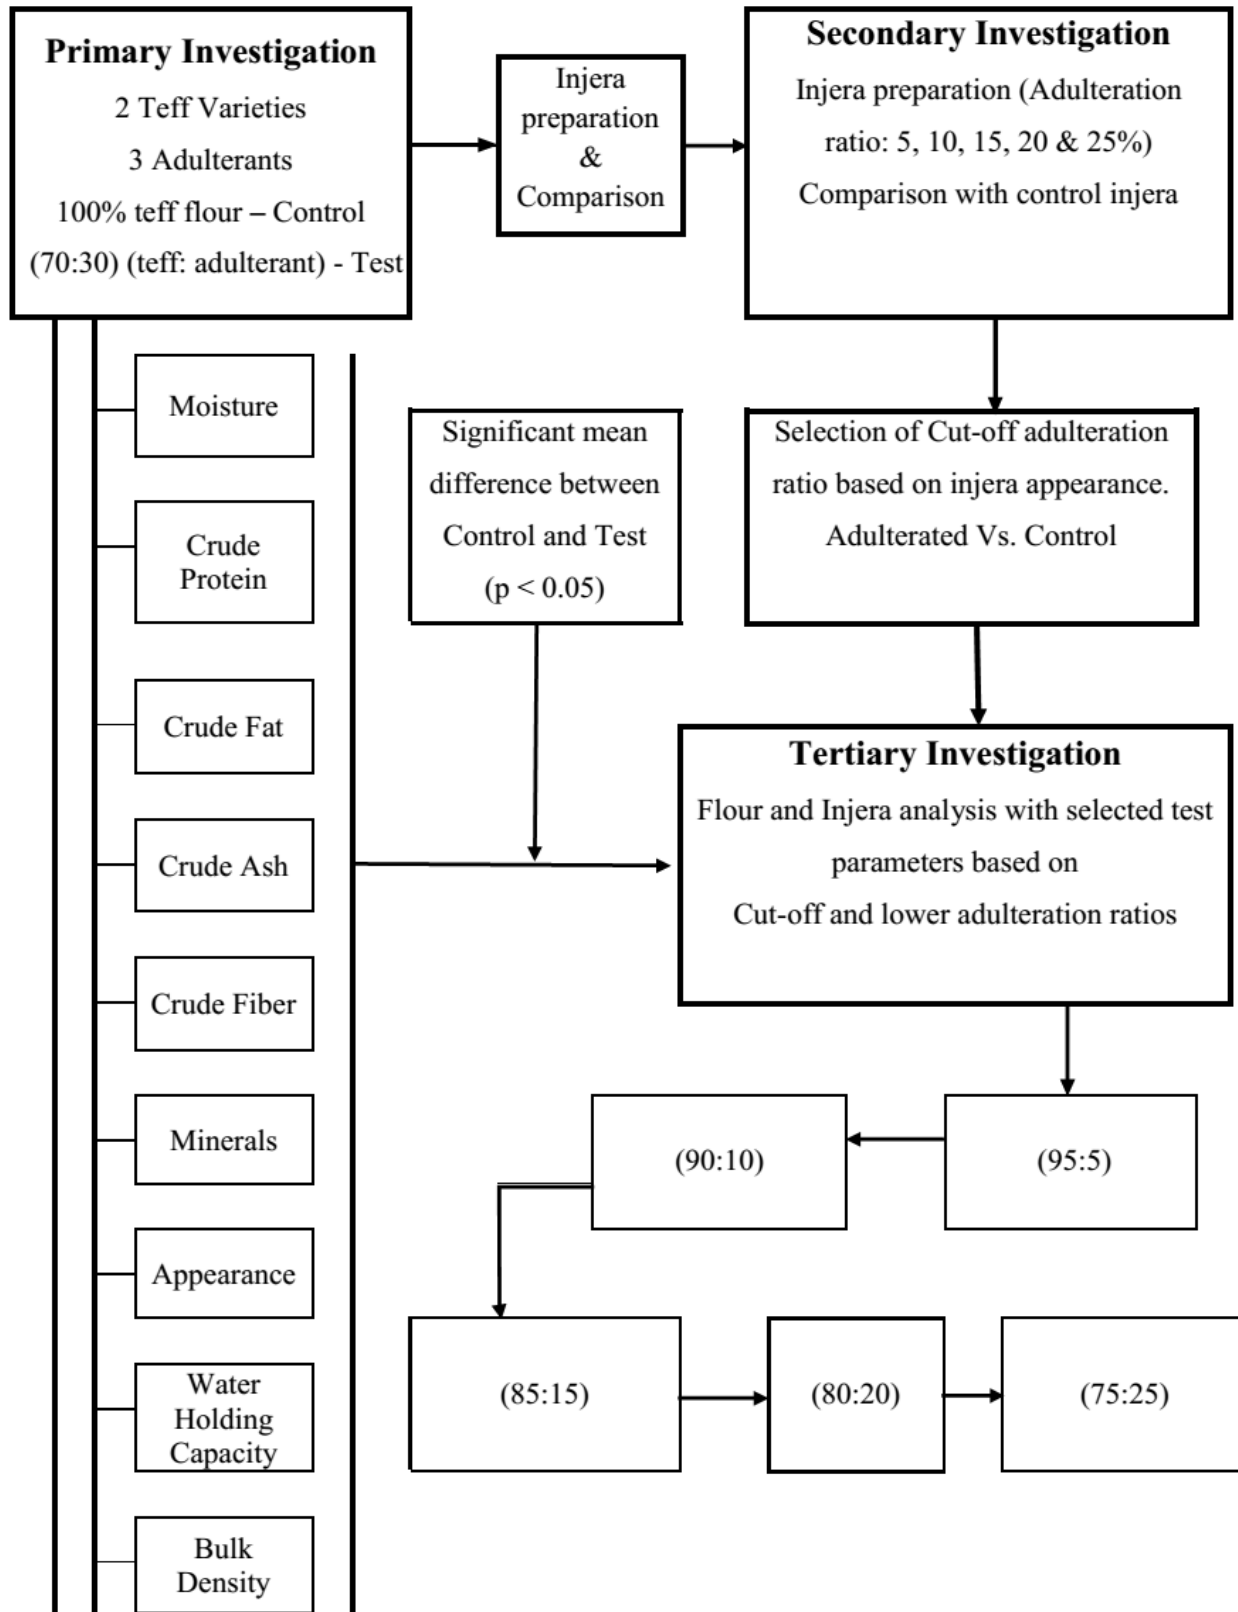 Primary Investigation
2 Teff Varieties
3 Adulterants
100% teff flour – Control
(70:30) (teff: adulterant) - Test
Injera
preparation
&
Comparison
Secondary Investigation
Injera preparation (Adulteration
ratio: 5, 10, 15, 20 & 25%)
Comparison with control injera
Moisture
Crude
Protein
Crude Fat
Crude Ash
Crude Fiber
Minerals
Appearance
Water
Holding
Capacity
Bulk
Density
Significant mean
difference between
Control and Test
(p < 0.05)
Selection of Cut-off adulteration
ratio based on injera appearance.
Adulterated Vs. Control
Tertiary Investigation
Flour and Injera analysis with selected test
parameters based on
Cut-off and lower adulteration ratios
(95:5)
(90:10)
(85:15)
(80:20)
(75:25)